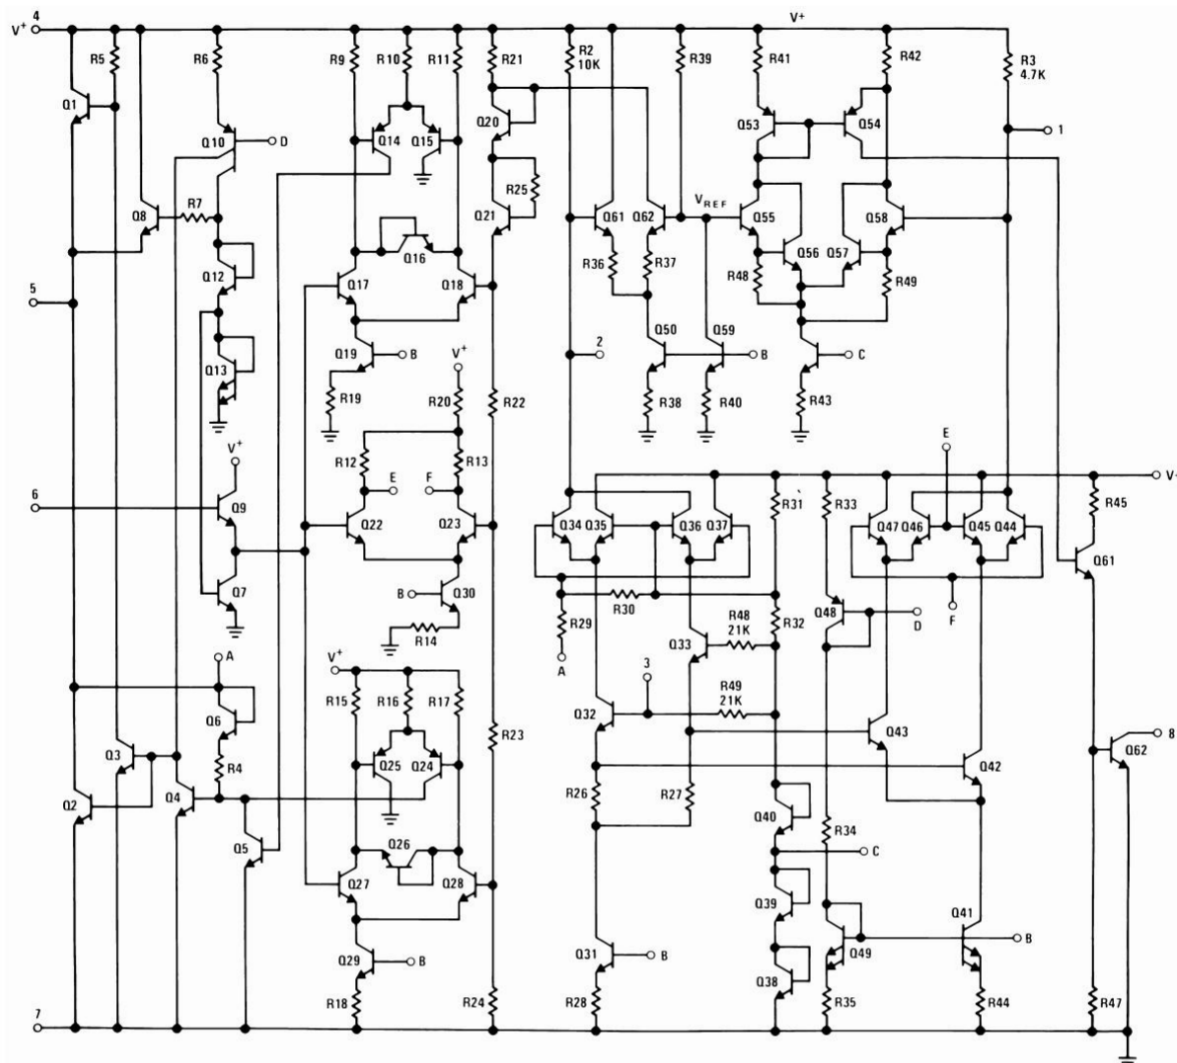 V+ 4 V+
R5 R6 R9 R10 R11 R21 R2 10K R39 R41 R42 R3 4.7K
Q1 Q20 Q53 Q54 1
Q10 D Q14 Q15
R25
Q8 R7 Q21 Q61 Q62 VREF Q55 Q58
Q16 Q56 Q57
Q12 R36 R37 R48 R49
5 Q17 Q18
Q50 Q59
Q13 Q19 B 2 B C
V+
R19 R20 R22 R38 R40 R43
E
V+ R12 R13 R31 R33 V+
6 E F R45
Q9 Q22 Q23 Q34 Q35 Q36 Q37 Q47 Q46 Q45 Q44
Q61
Q7 B Q30 R30 R48 21K R32 Q48 D F
R14 R29 Q33
A V+ A 3
R15 R16 R17 R49 21K
Q6 Q32 Q43 8
Q3 R4 Q25 Q24 R23 Q62
Q42
Q2 Q4 R26 R27 Q40 R34
Q5 Q26 C
Q27 Q28 Q39 Q41
B
Q29 B Q31 B Q38 Q49
R18 R24 R28 R35 R44 R47
7